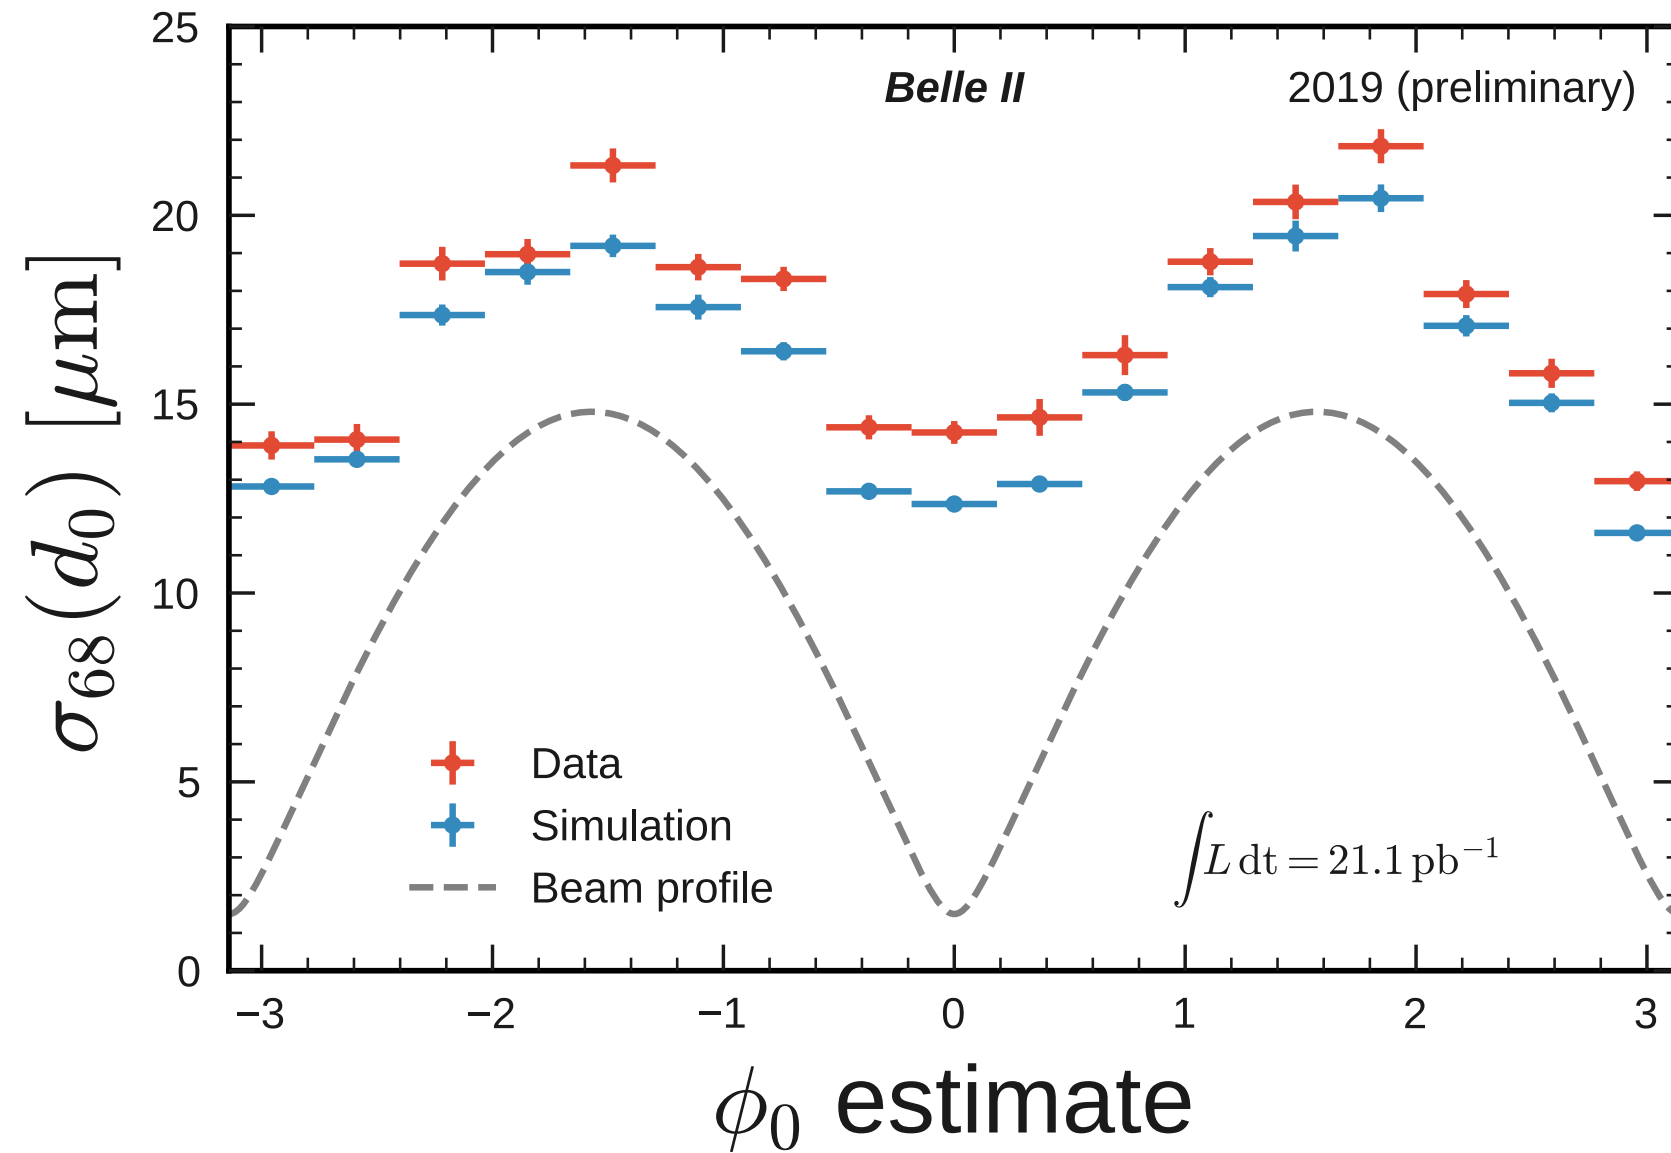 25
20
15
10
5
0
σ₆₈(d₀) [μm]
Belle II
2019 (preliminary)
Data
Simulation
Beam profile
∫L dt = 21.1 pb⁻¹
−3 −2 −1 0 1 2 3
ϕ₀ estimate